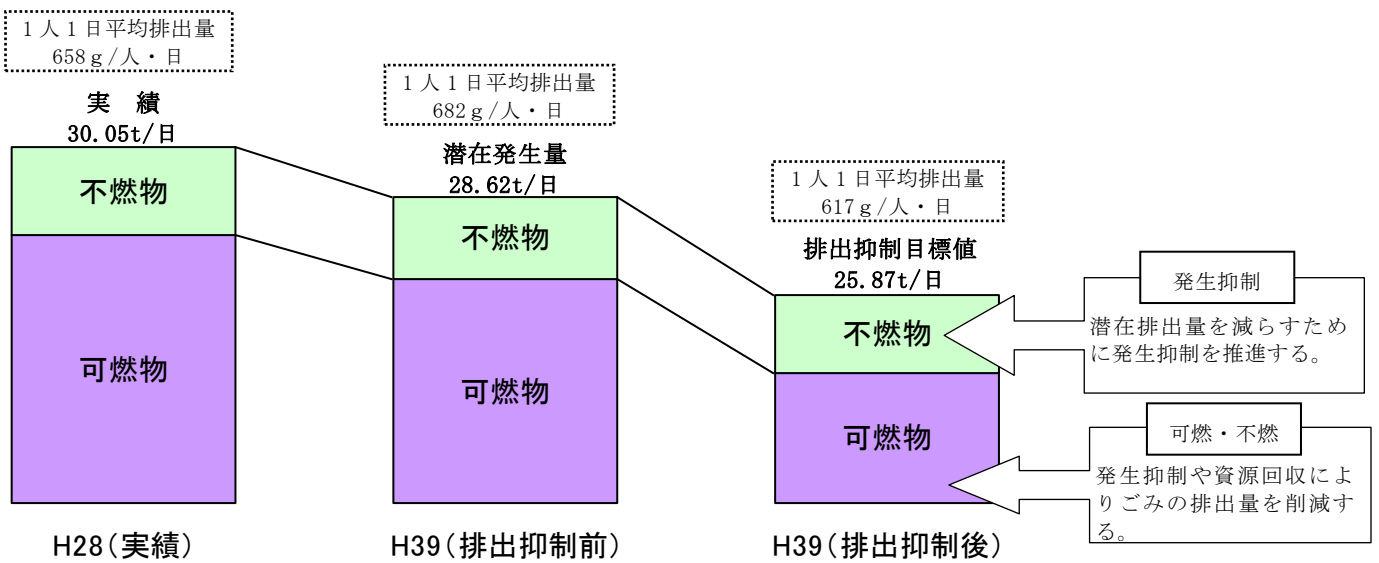 1人1日平均排出量
658g/人・日
実　績
30.05t/日
不燃物
可燃物
H28(実績)
1人1日平均排出量
682g/人・日
潜在発生量
28.62t/日
不燃物
可燃物
H39(排出抑制前)
1人1日平均排出量
617g/人・日
排出抑制目標値
25.87t/日
不燃物
可燃物
H39(排出抑制後)
発生抑制
潜在排出量を減らすため
に発生抑制を推進する。
可燃・不燃
発生抑制や資源回収によ
りごみの排出量を削減す
る。